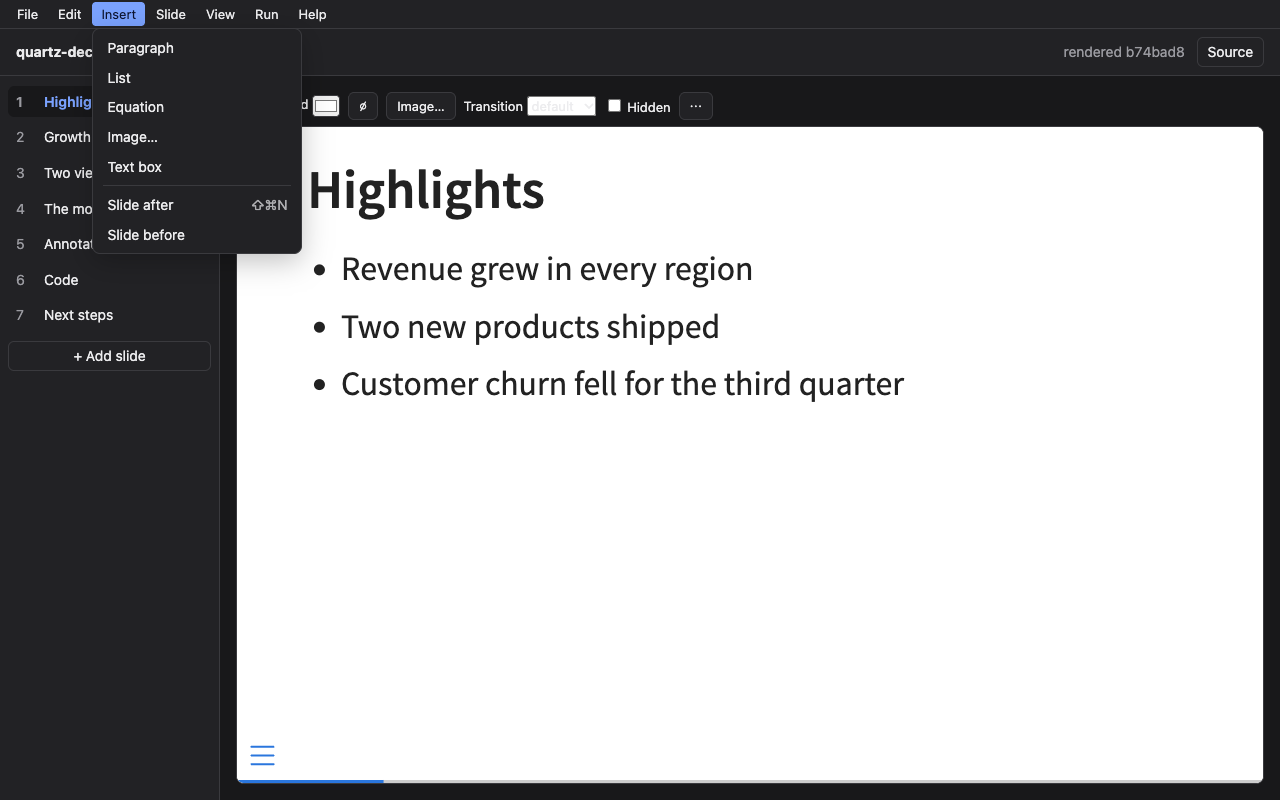 File Edit Insert Slide View Run Help
quartz-dec rendered b74bad8 Source
Paragraph
List
Equation
Image...
Text box
Slide after ⇧⌘N
Slide before
1 Highlig
2 Growth
3 Two vie
4 The mo
5 Annotat
6 Code
7 Next steps
+ Add slide
d ø Image... Transition default Hidden ...
Highlights
• Revenue grew in every region
• Two new products shipped
• Customer churn fell for the third quarter